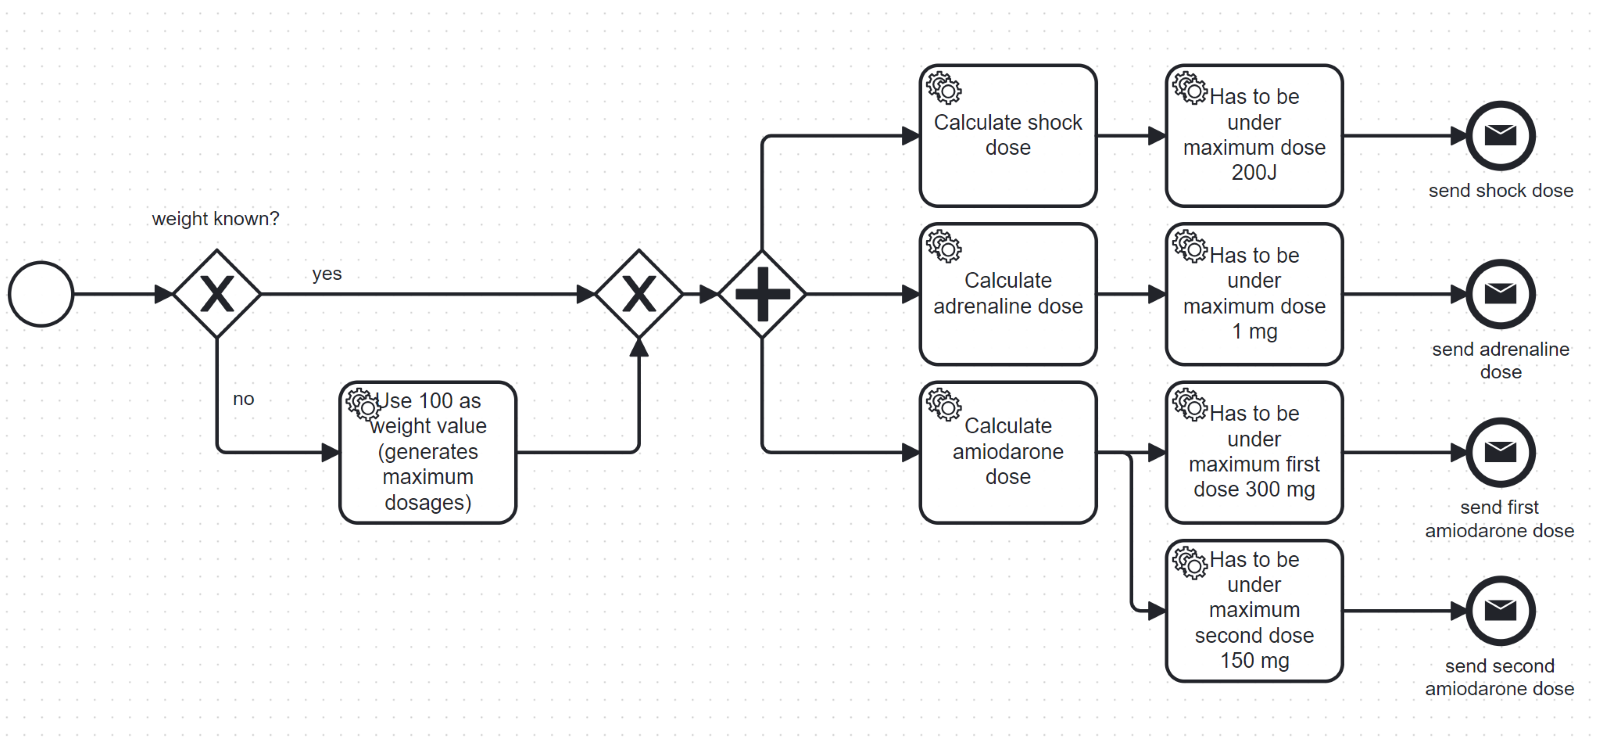 weight known?
yes
no
Use 100 as
weight value
(generates
maximum
dosages)
Calculate shock
dose
Has to be
under
maximum dose
200J
send shock dose
Calculate
adrenaline dose
Has to be
under
maximum dose
1 mg
send adrenaline
dose
Calculate
amiodarone
dose
Has to be
under
maximum first
dose 300 mg
send first
amiodarone dose
Has to be
under
maximum
second dose
150 mg
send second
amiodarone dose